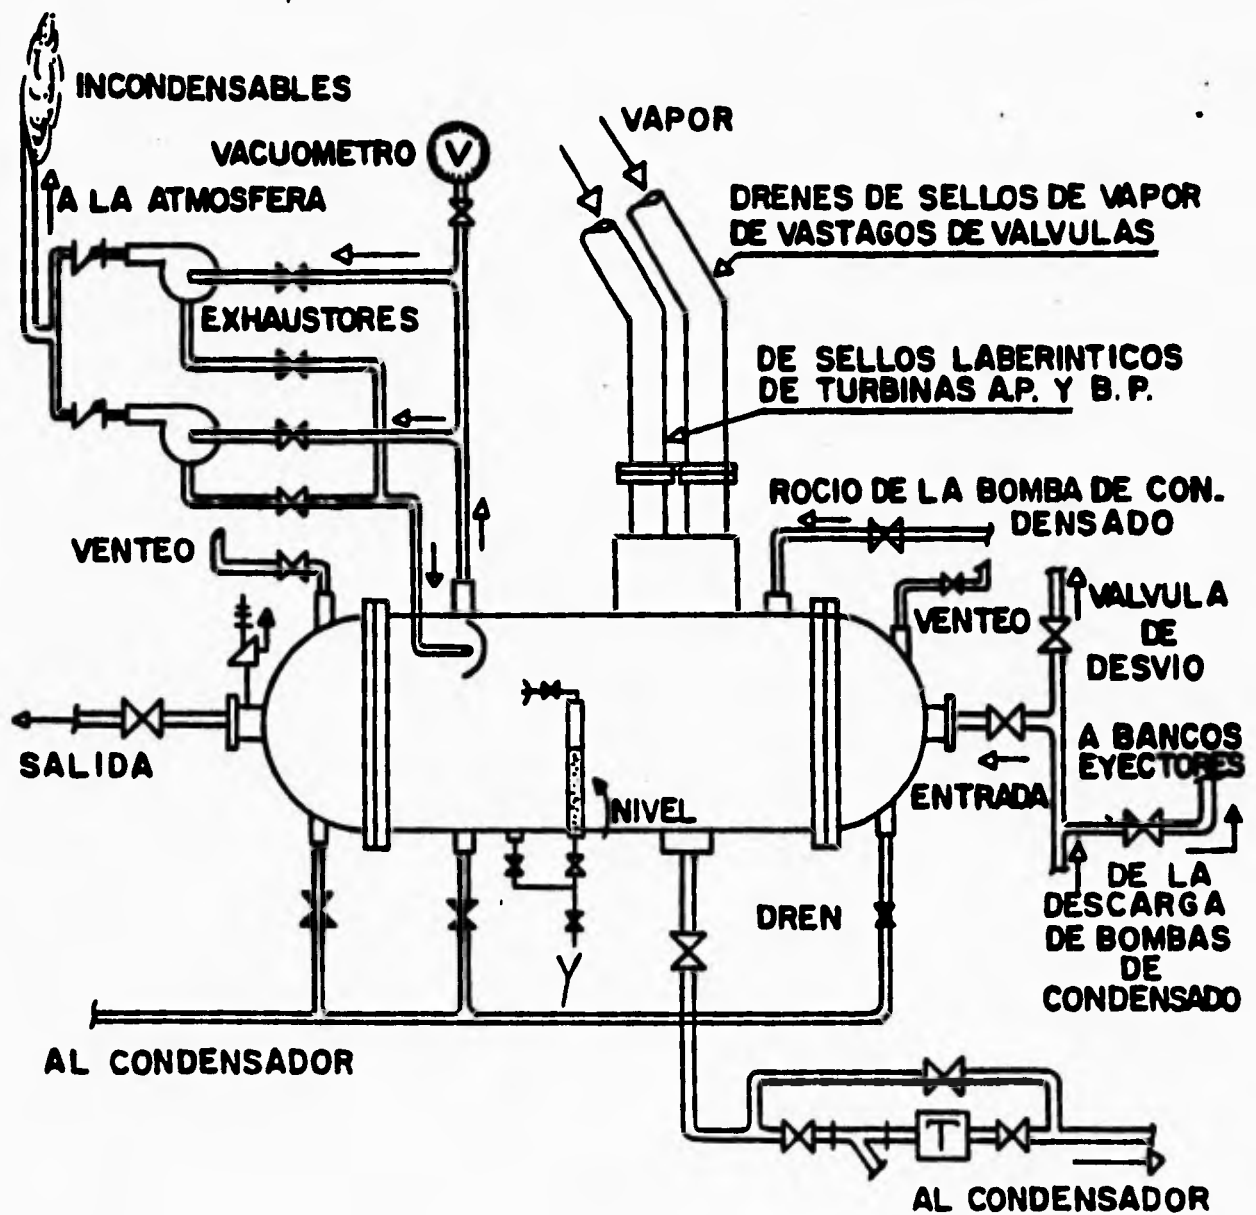 INCONDENSABLES
VACUOMETRO
V
A LA ATMOSFERA
EXHAUSTORES
VAPOR
DRENES DE SELLOS DE VAPOR
DE VASTAGOS DE VALVULAS
DE SELLOS LABERINTICOS
DE TURBINAS A.P. Y B.P.
ROCIO DE LA BOMBA DE CON-
DENSADO
VENTEO
VENTEO
VALVULA
DE
DESVIO
A BANCOS
EYECTORES
SALIDA
ENTRADA
NIVEL
DREN
DE LA
DESCARGA
DE BOMBAS
DE
CONDENSADO
AL CONDENSADOR
T
AL CONDENSADOR